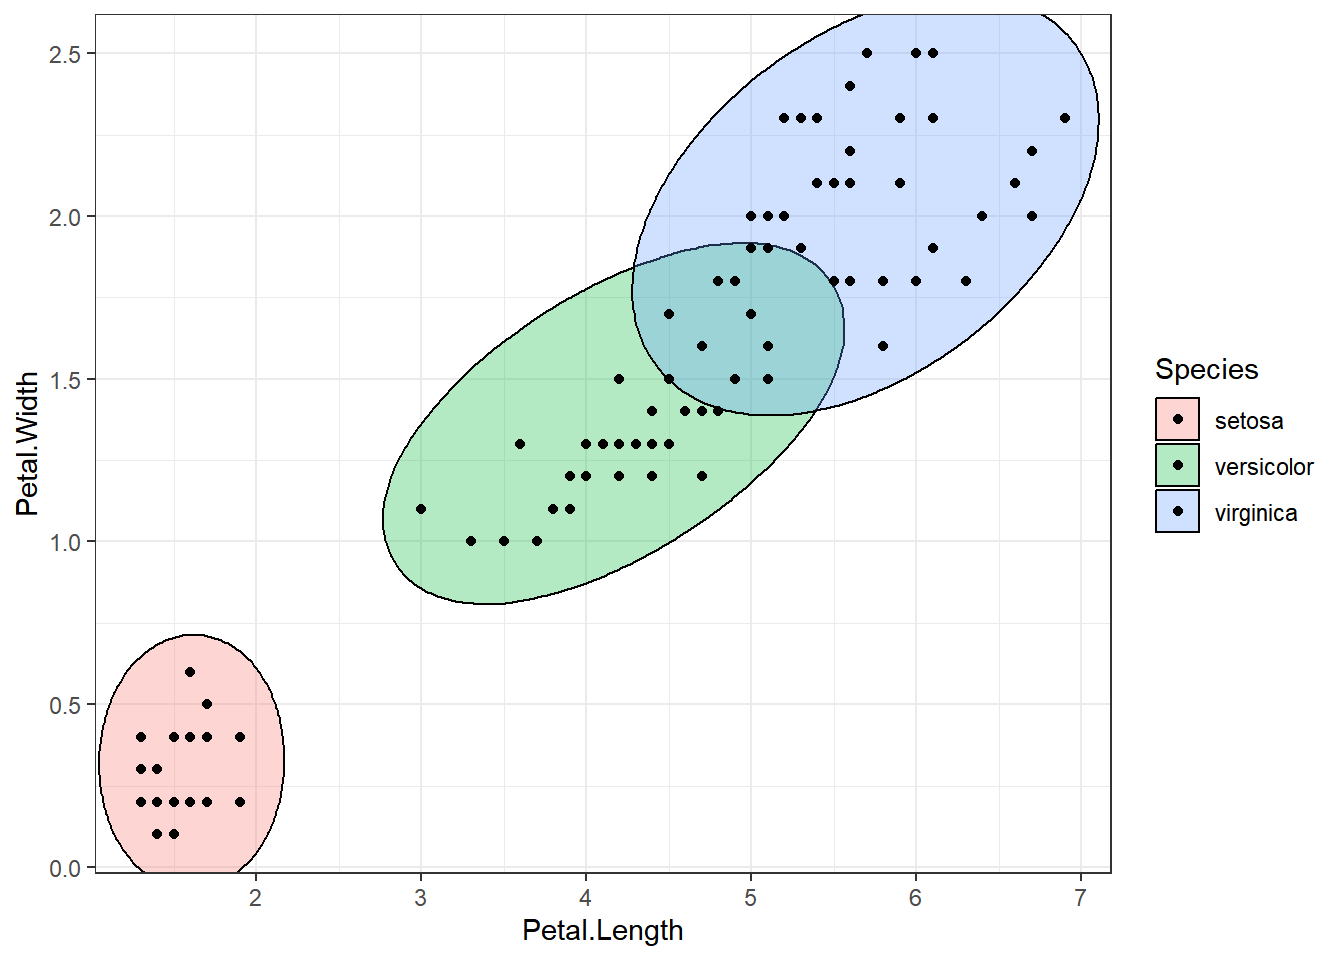 2.5
2.0
1.5
1.0
0.5
0.0
Petal.Width
2 3 4 5 6 7
Petal.Length
Species
setosa
versicolor
virginica